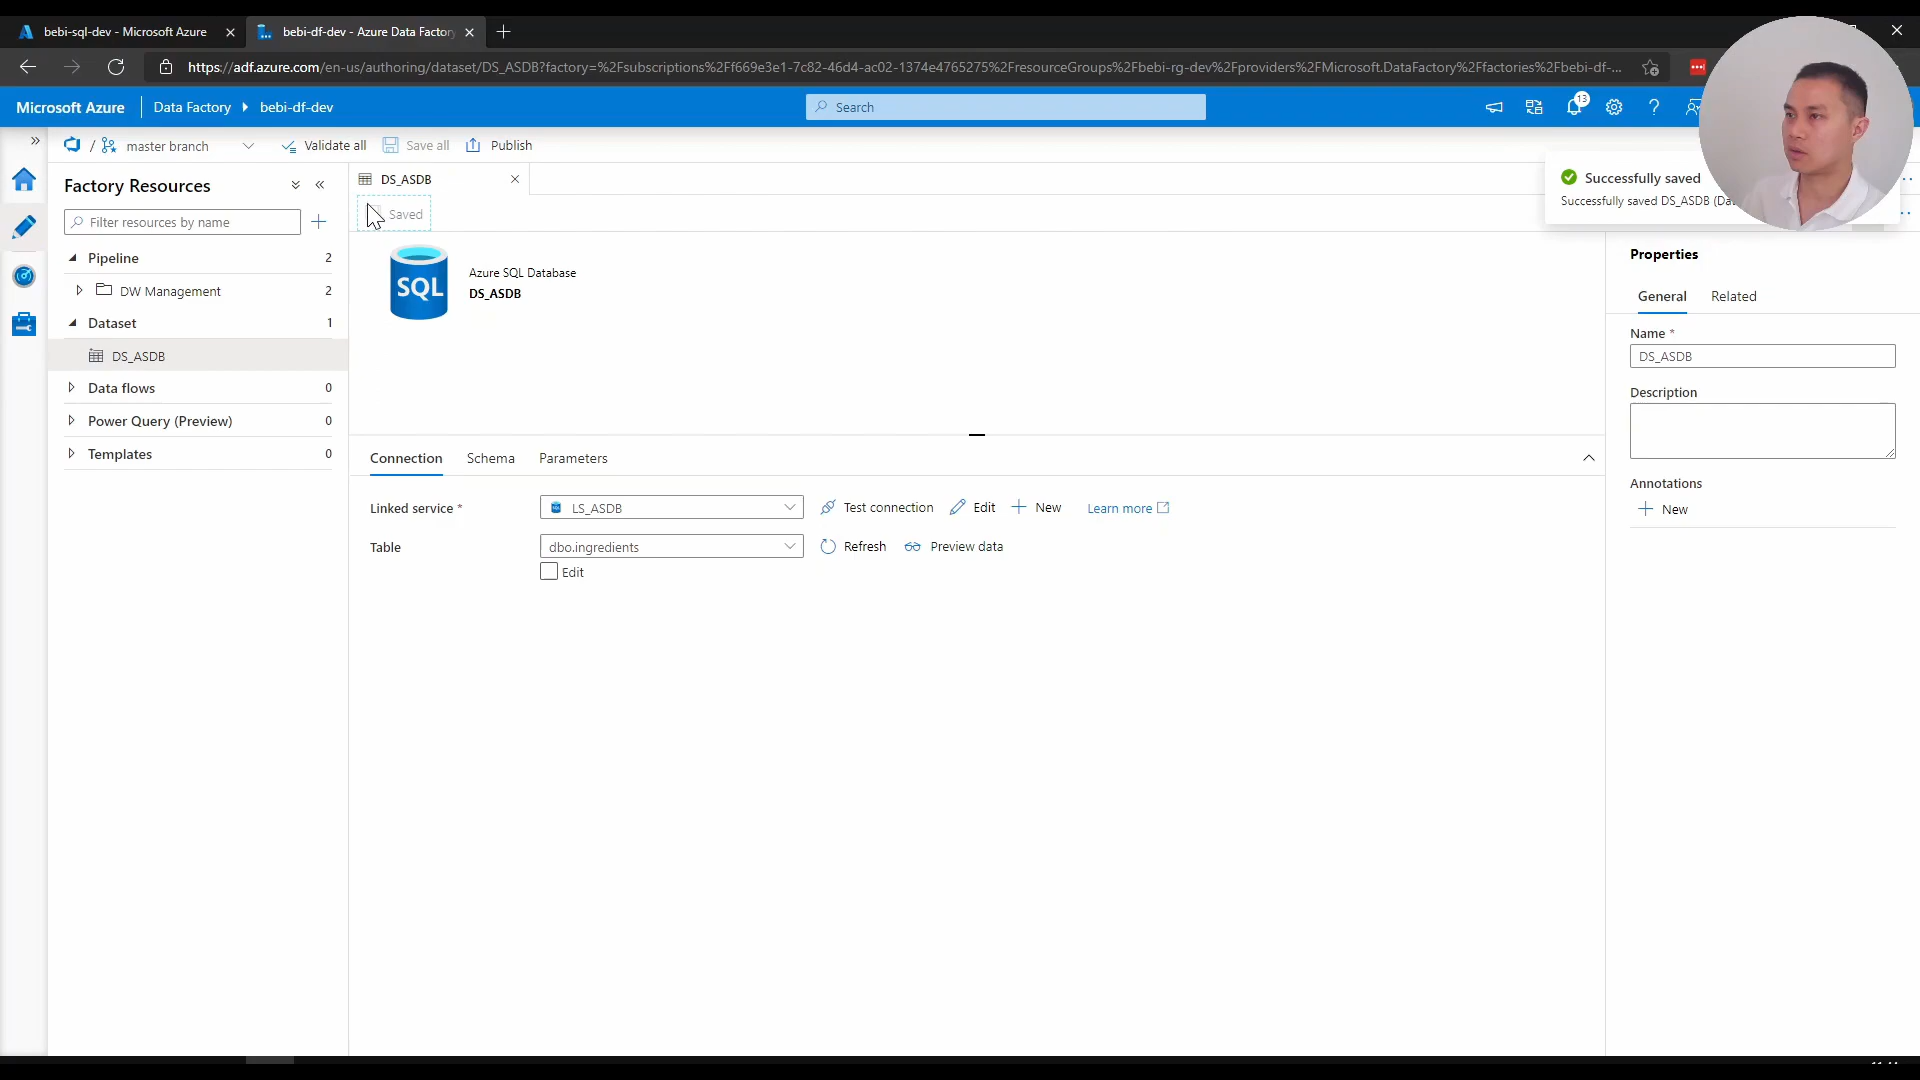 bebi-sql-dev - Microsoft Azure
bebi-df-dev - Azure Data Factory
https://adf.azure.com/en-us/authoring/dataset/DS_ASDB?factory=%2Fsubscriptions%2Ff669e3e1-7c82-46d4-ac02-1374e4765275%2FresourceGroups%2Fbebi-rg-dev%2Fproviders%2FMicrosoft.DataFactory%2Ffactories%2Fbebi-df-...
Microsoft Azure
Data Factory
bebi-df-dev
Search
13
/
master branch
Validate all
Save all
Publish
Factory Resources
Filter resources by name
Pipeline 2
DW Management 2
Dataset 1
DS_ASDB
Data flows 0
Power Query (Preview) 0
Templates 0
DS_ASDB
Saved
SQL
Azure SQL Database
DS_ASDB
Connection
Schema
Parameters
Linked service *
LS_ASDB
Test connection
Edit
New
Learn more
Table
dbo.ingredients
Refresh
Preview data
Edit
Successfully saved
Successfully saved DS_ASDB
Properties
General
Related
Name *
DS_ASDB
Description
Annotations
New